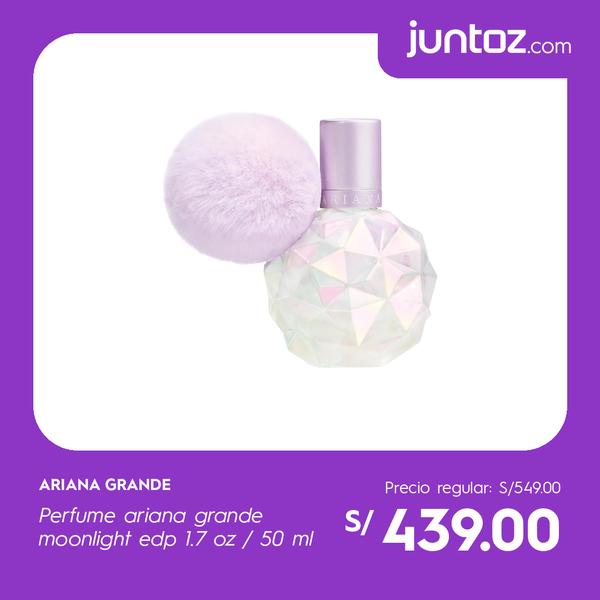 juntoz.com
ARIANA
ARIANA GRANDE
Perfume ariana grande
moonlight edp 1.7 oz / 50 ml
Precio regular: S/549.00
S/ 439.00